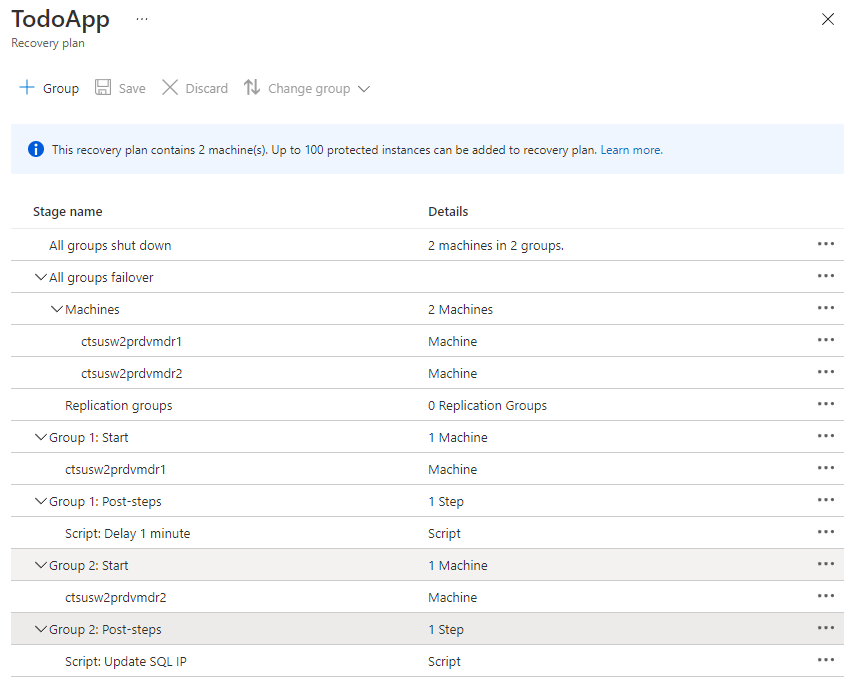 TodoApp ...
Recovery plan
Group Save Discard Change group
This recovery plan contains 2 machine(s). Up to 100 protected instances can be added to recovery plan. Learn more.
Stage name Details
All groups shut down 2 machines in 2 groups.
All groups failover
Machines 2 Machines
ctsusw2prdvmdr1 Machine
ctsusw2prdvmdr2 Machine
Replication groups 0 Replication Groups
Group 1: Start 1 Machine
ctsusw2prdvmdr1 Machine
Group 1: Post-steps 1 Step
Script: Delay 1 minute Script
Group 2: Start 1 Machine
ctsusw2prdvmdr2 Machine
Group 2: Post-steps 1 Step
Script: Update SQL IP Script